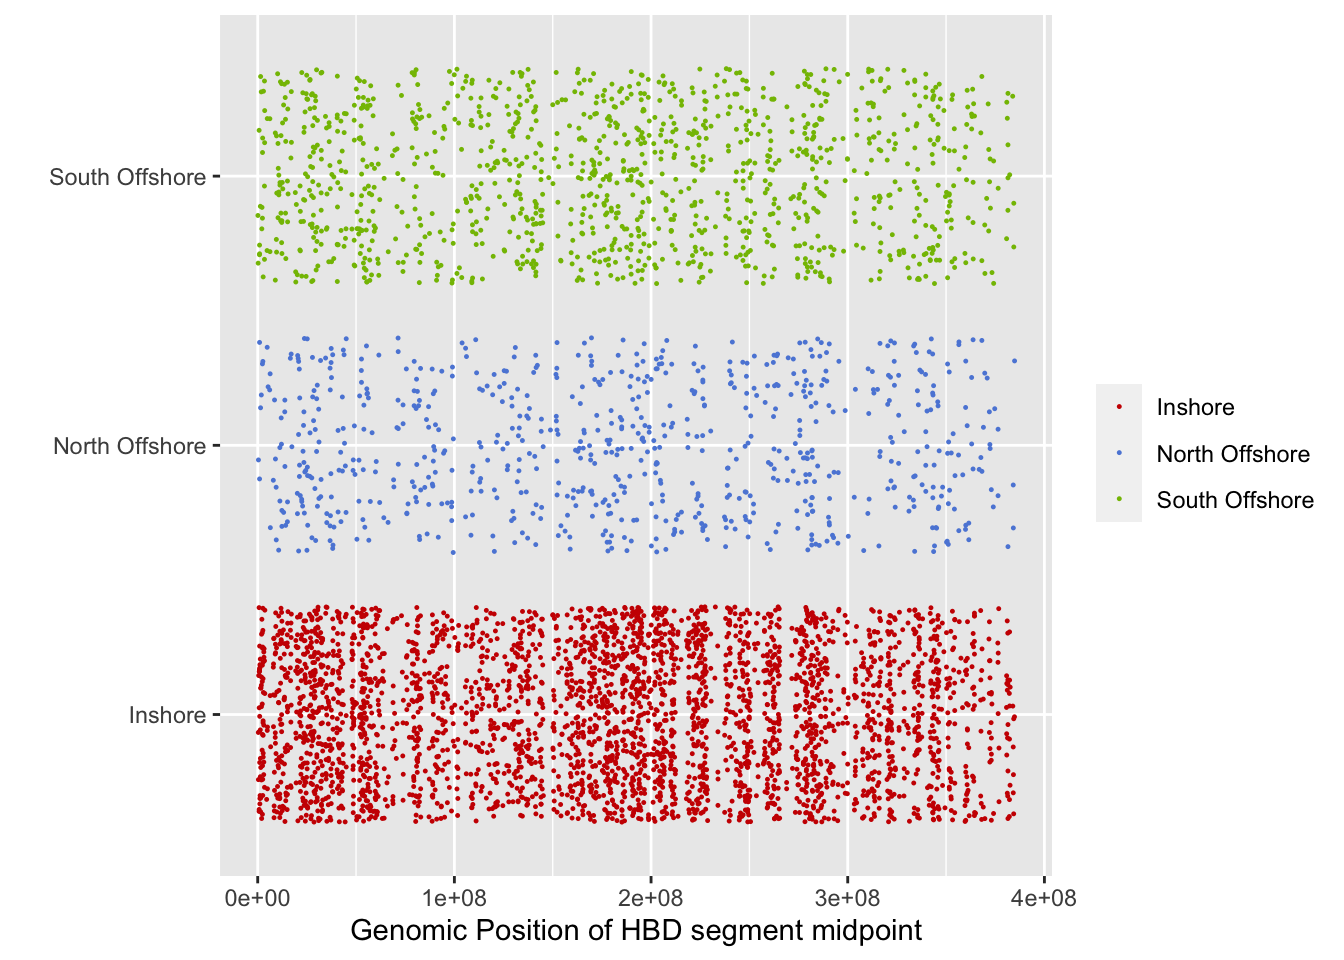 South Offshore
North Offshore
Inshore
0e+00
1e+08
2e+08
3e+08
4e+08
Genomic Position of HBD segment midpoint
Inshore
North Offshore
South Offshore